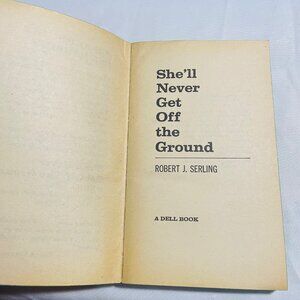 She'll
Never
Get
Off
the
Ground
ROBERT J. SERLING
A DELL BOOK